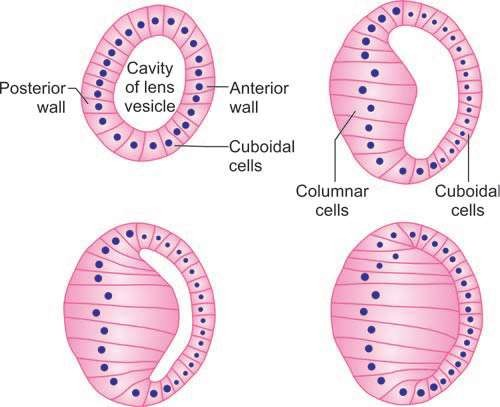 Posterior
wall
Cavity
of lens
vesicle
Anterior
wall
Cuboidal
cells
Columnar
cells
Cuboidal
cells